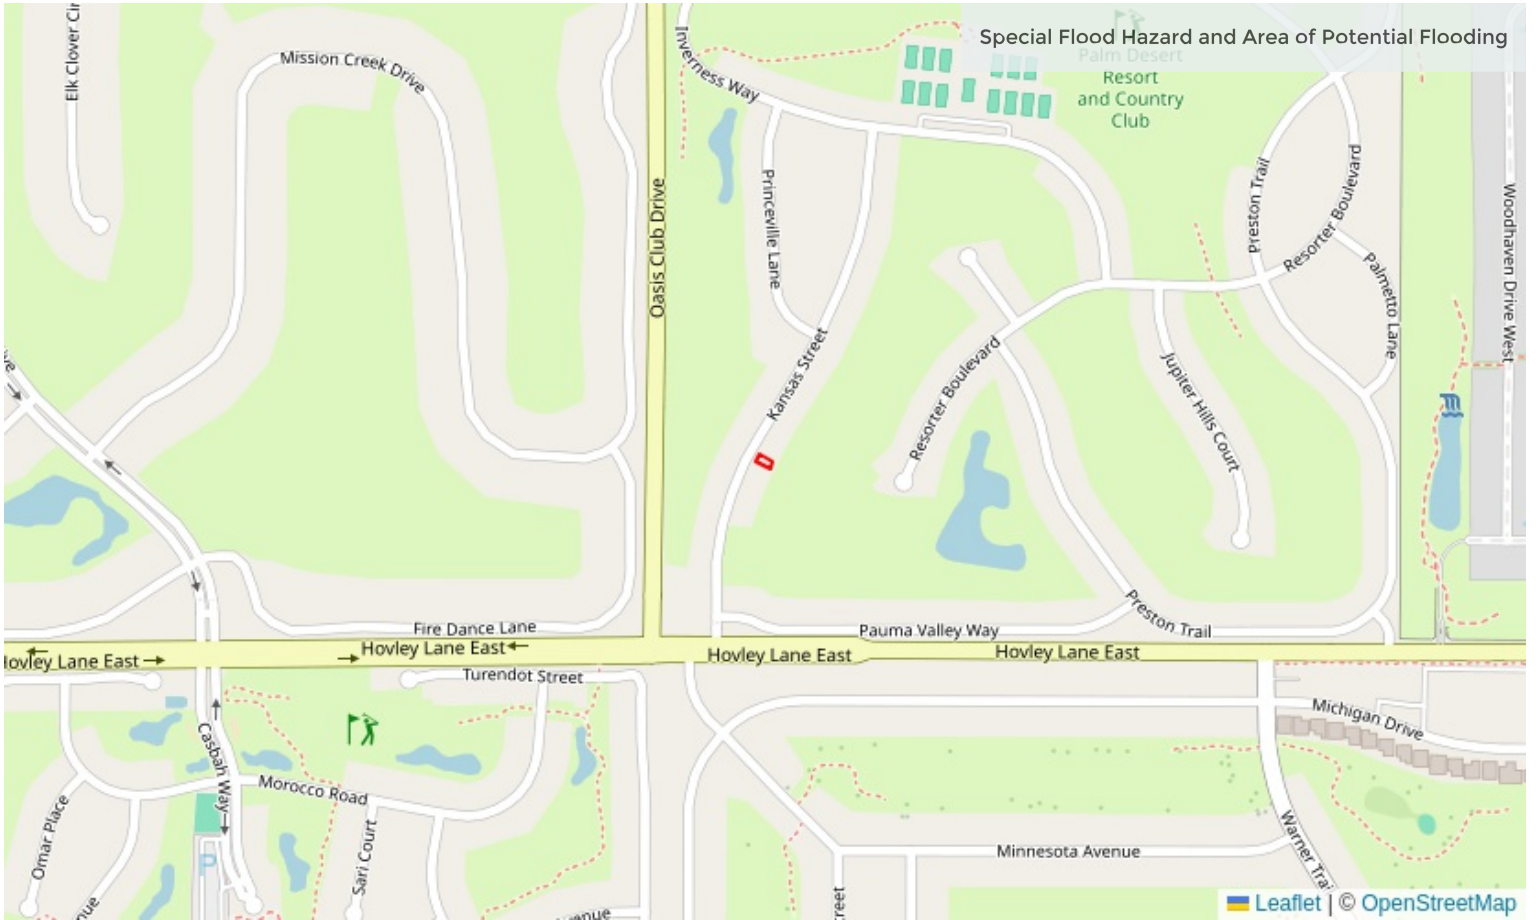 Special Flood Hazard and Area of Potential Flooding
Elk Clover Cir
Mission Creek Drive
Inverness Way
Palm Desert
Resort
and Country
Club
Princeville Lane
Oasis Club Drive
Kansas Street
Preston Trail
Resorter Boulevard
Palmetto Lane
Woodhaven Drive West
Resorter Boulevard
Jupiter Hills Court
Preston Trail
Pauma Valley Way
Fire Dance Lane
Hovley Lane East
Hovley Lane East
Hovley Lane East
Hovley Lane East
Turendot Street
Casbah Way
Michigan Drive
Morocco Road
Omar Place
Sari Court
P
Minnesota Avenue
Warner Trai
Leaflet | © OpenStreetMap